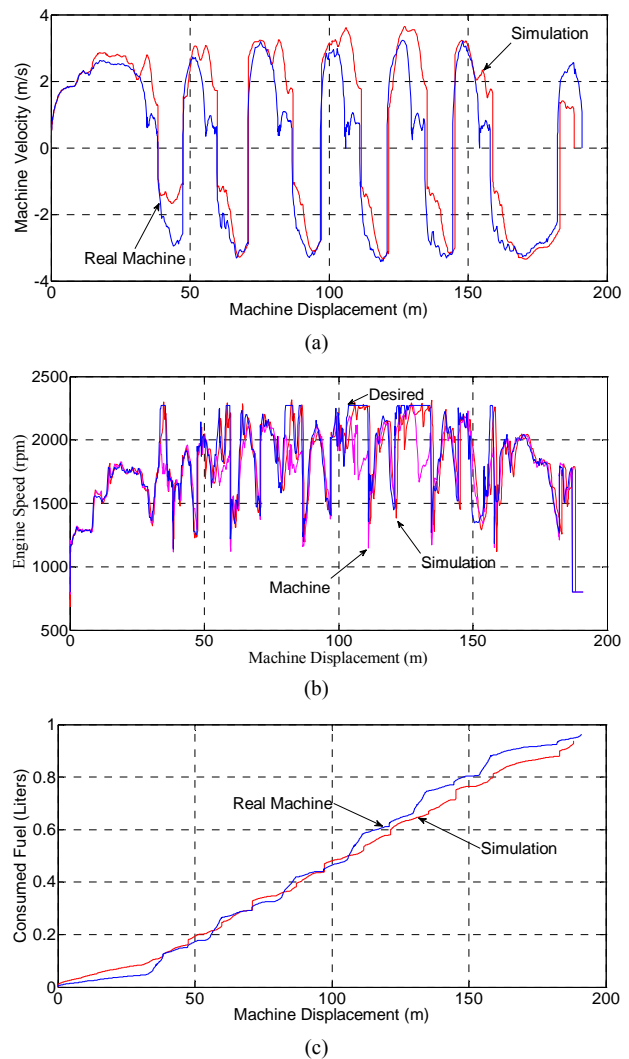 4
2
0
-2
-4
Machine Velocity (m/s)
Simulation
Real Machine
0 50 100 150 200
Machine Displacement (m)
(a)
2500
2000
1500
1000
500
Engine Speed (rpm)
Desired
Simulation
Machine
0 50 100 150 200
Machine Displacement (m)
(b)
1
0.8
0.6
0.4
0.2
0
Consumed Fuel (Liters)
Real Machine
Simulation
0 50 100 150 200
Machine Displacement (m)
(c)